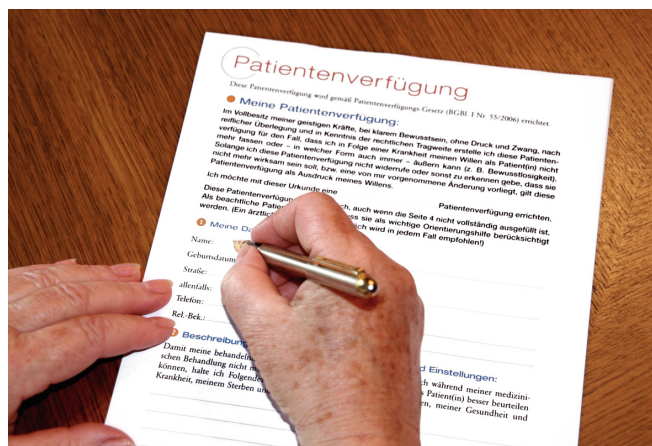 Patientenverfügung
Diese Patientenverfügung wird gemäß Patientenverfügungs-Gesetz (BGBl. I Nr. 55/2006) errichtet.
Meine Patientenverfügung:
Im Vollbesitz meiner geistigen Kräfte, bei klarem Bewusstsein, ohne Druck und Zwang, nach
reiflicher Überlegung und in Kenntnis der rechtlichen Tragweite erstelle ich diese Patienten-
verfügung für den Fall, dass ich in Folge einer Krankheit meinen Willen als Patient(in) nicht
mehr fassen oder – in welcher Form auch immer – äußern kann (z. B. Bewusstlosigkeit).
Solange ich diese Patientenverfügung nicht widerrufe oder sonst zu erkennen gebe, dass sie
nicht mehr wirksam sein soll, bzw. eine von mir vorgenommene Änderung vorliegt, gilt diese
Patientenverfügung als Ausdruck meines Willens.
Ich möchte mit dieser Urkunde eine Patientenverfügung errichten.
Diese Patientenverfügung ich, auch wenn die Seite 4 nicht vollständig ausgefüllt ist.
Als beachtliche Patie ss sie als wichtige Orientierungshilfe berücksichtigt
werden. (Ein ärztlic ch wird in jedem Fall empfohlen!)
1 Meine Da
Name:
Geburtsdatum
Straße:
allenfalls:
Telefon:
Rel.-Bek.:
Beschreibung d Einstellungen:
Damit meine behandeln ch während meiner medizini-
schen Behandlung nicht m s Patient(in) besser beurteilen
können, halte ich Folgende en, meiner Gesundheit und
Krankheit, meinem Sterben un